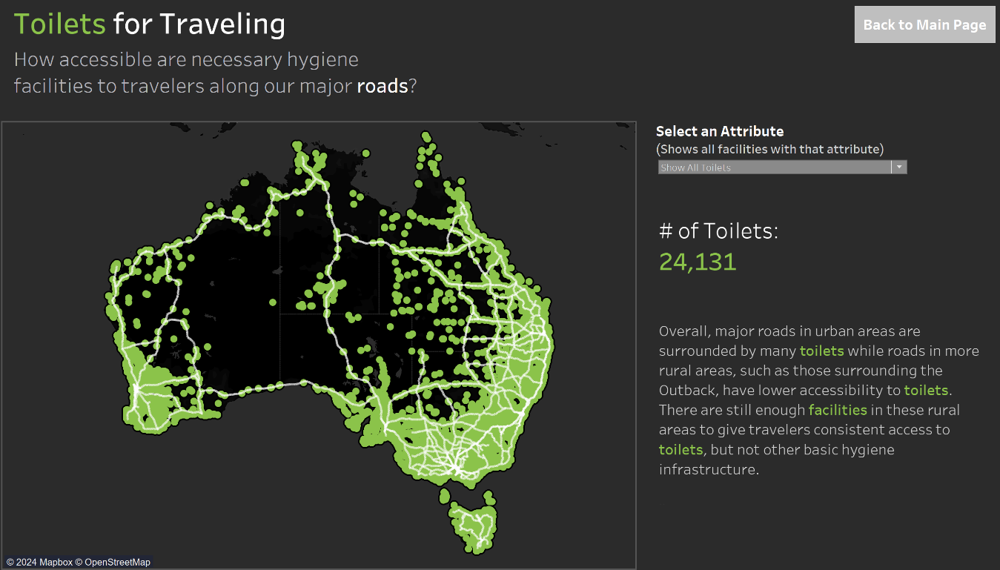 Toilets for Traveling
Back to Main Page
How accessible are necessary hygiene
facilities to travelers along our major roads?
Select an Attribute
(Shows all facilities with that attribute)
Show All Toilets
# of Toilets:
24,131
Overall, major roads in urban areas are
surrounded by many toilets while roads in more
rural areas, such as those surrounding the
Outback, have lower accessibility to toilets.
There are still enough facilities in these rural
areas to give travelers consistent access to
toilets, but not other basic hygiene
infrastructure.
© 2024 Mapbox © OpenStreetMap